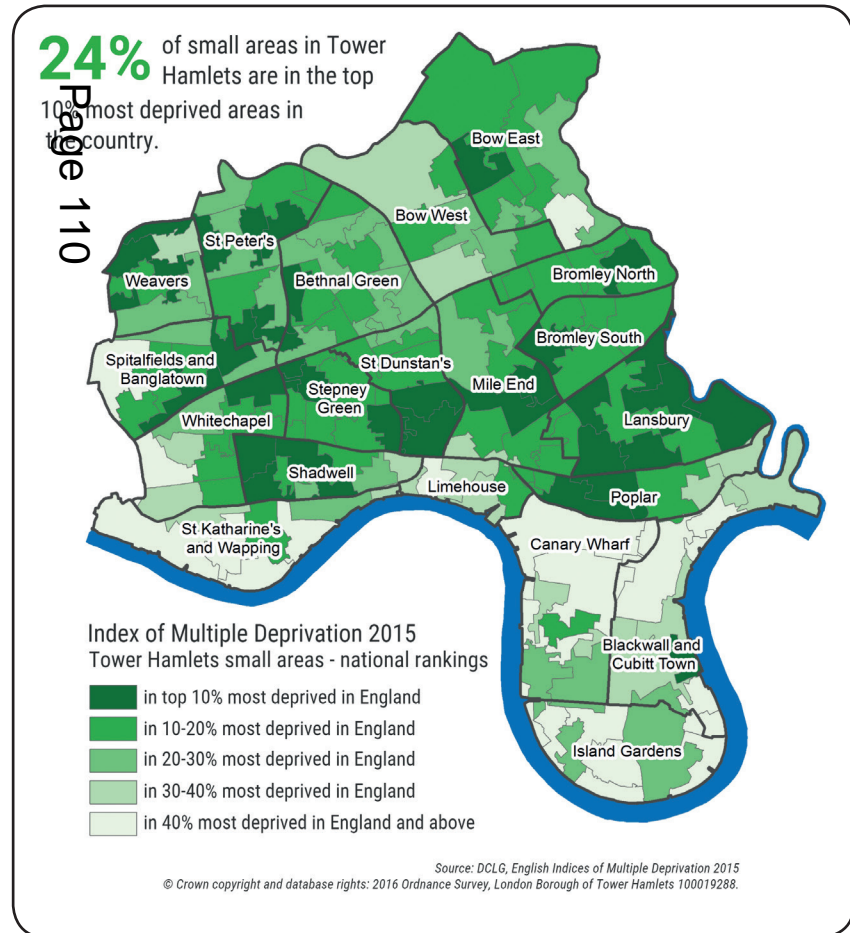 24% of small areas in Tower
Hamlets are in the top
10% most deprived areas in
the country.
Page 110
Bow East
Bow West
St Peter's
Weavers
Bethnal Green
Bromley North
Bromley South
Spitalfields and
Banglatown
St Dunstan's
Stepney
Green
Mile End
Whitechapel
Lansbury
Shadwell
Limehouse
Poplar
St Katharine's
and Wapping
Canary Wharf
Blackwall and
Cubitt Town
Island Gardens
Index of Multiple Deprivation 2015
Tower Hamlets small areas - national rankings
in top 10% most deprived in England
in 10-20% most deprived in England
in 20-30% most deprived in England
in 30-40% most deprived in England
in 40% most deprived in England and above
Source: DCLG, English Indices of Multiple Deprivation 2015
© Crown copyright and database rights: 2016 Ordnance Survey, London Borough of Tower Hamlets 100019288.